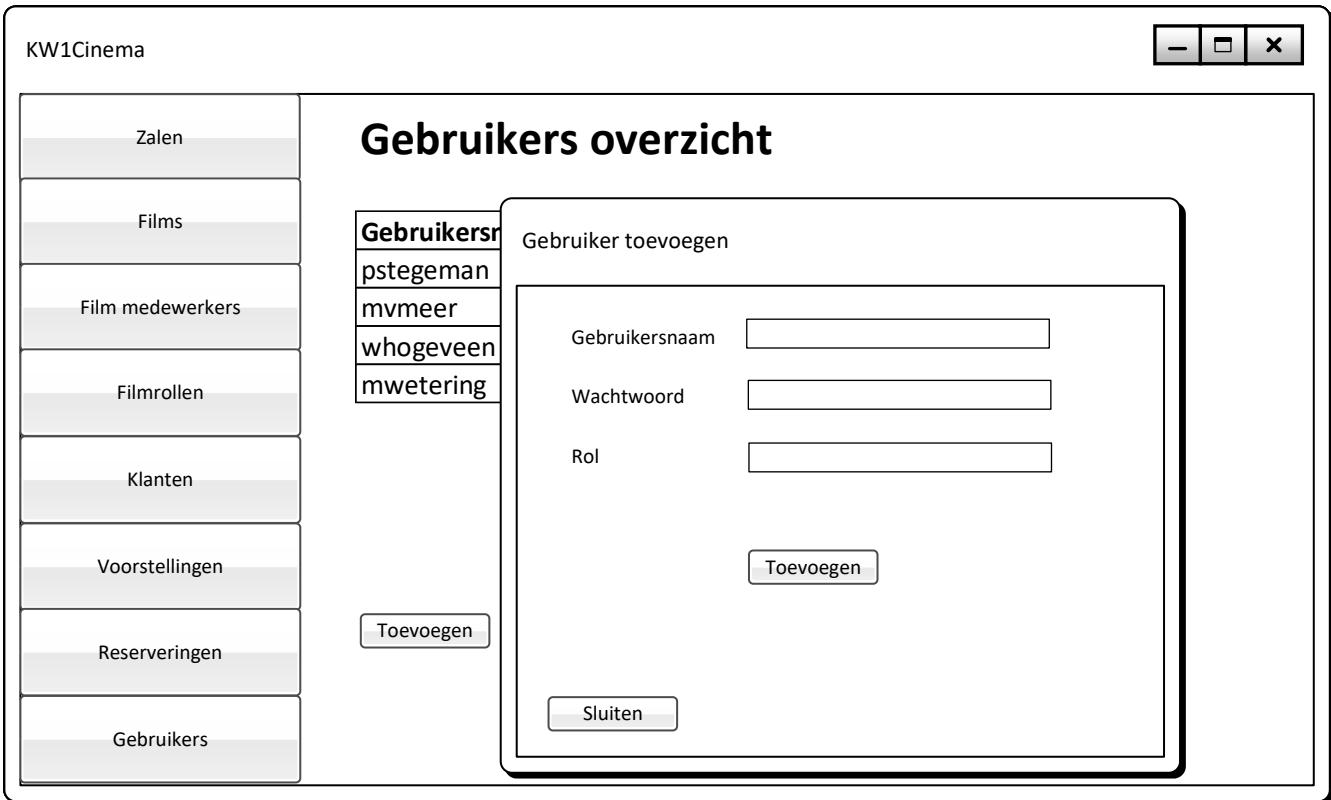 KW1Cinema
Zalen
Films
Film medewerkers
Filmrollen
Klanten
Voorstellingen
Reserveringen
Gebruikers
Gebruikers overzicht
pstegeman
mvmeer
whogeveen
mwetering
Toevoegen
Gebruiker toevoegen
Gebruikersnaam
Wachtwoord
Rol
Toevoegen
Sluiten